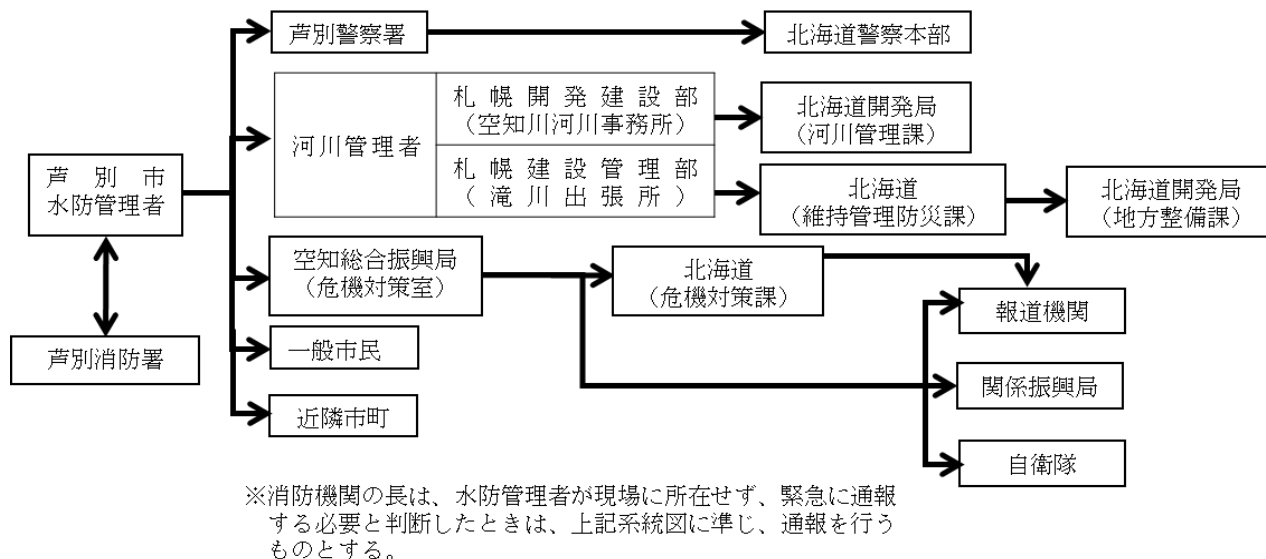 芦別警察署
北海道警察本部
河川管理者
札幌開発建設部
（空知川河川事務所）
北海道開発局
（河川管理課）
札幌建設管理部
（滝川出張所）
北海道
（維持管理防災課）
北海道開発局
（地方整備課）
芦別市
水防管理者
空知総合振興局
（危機対策室）
北海道
（危機対策課）
報道機関
芦別消防署
一般市民
関係振興局
近隣市町
自衛隊
※消防機関の長は、水防管理者が現場に所在せず、緊急に通報
する必要と判断したときは、上記系統図に準じ、通報を行う
ものとする。